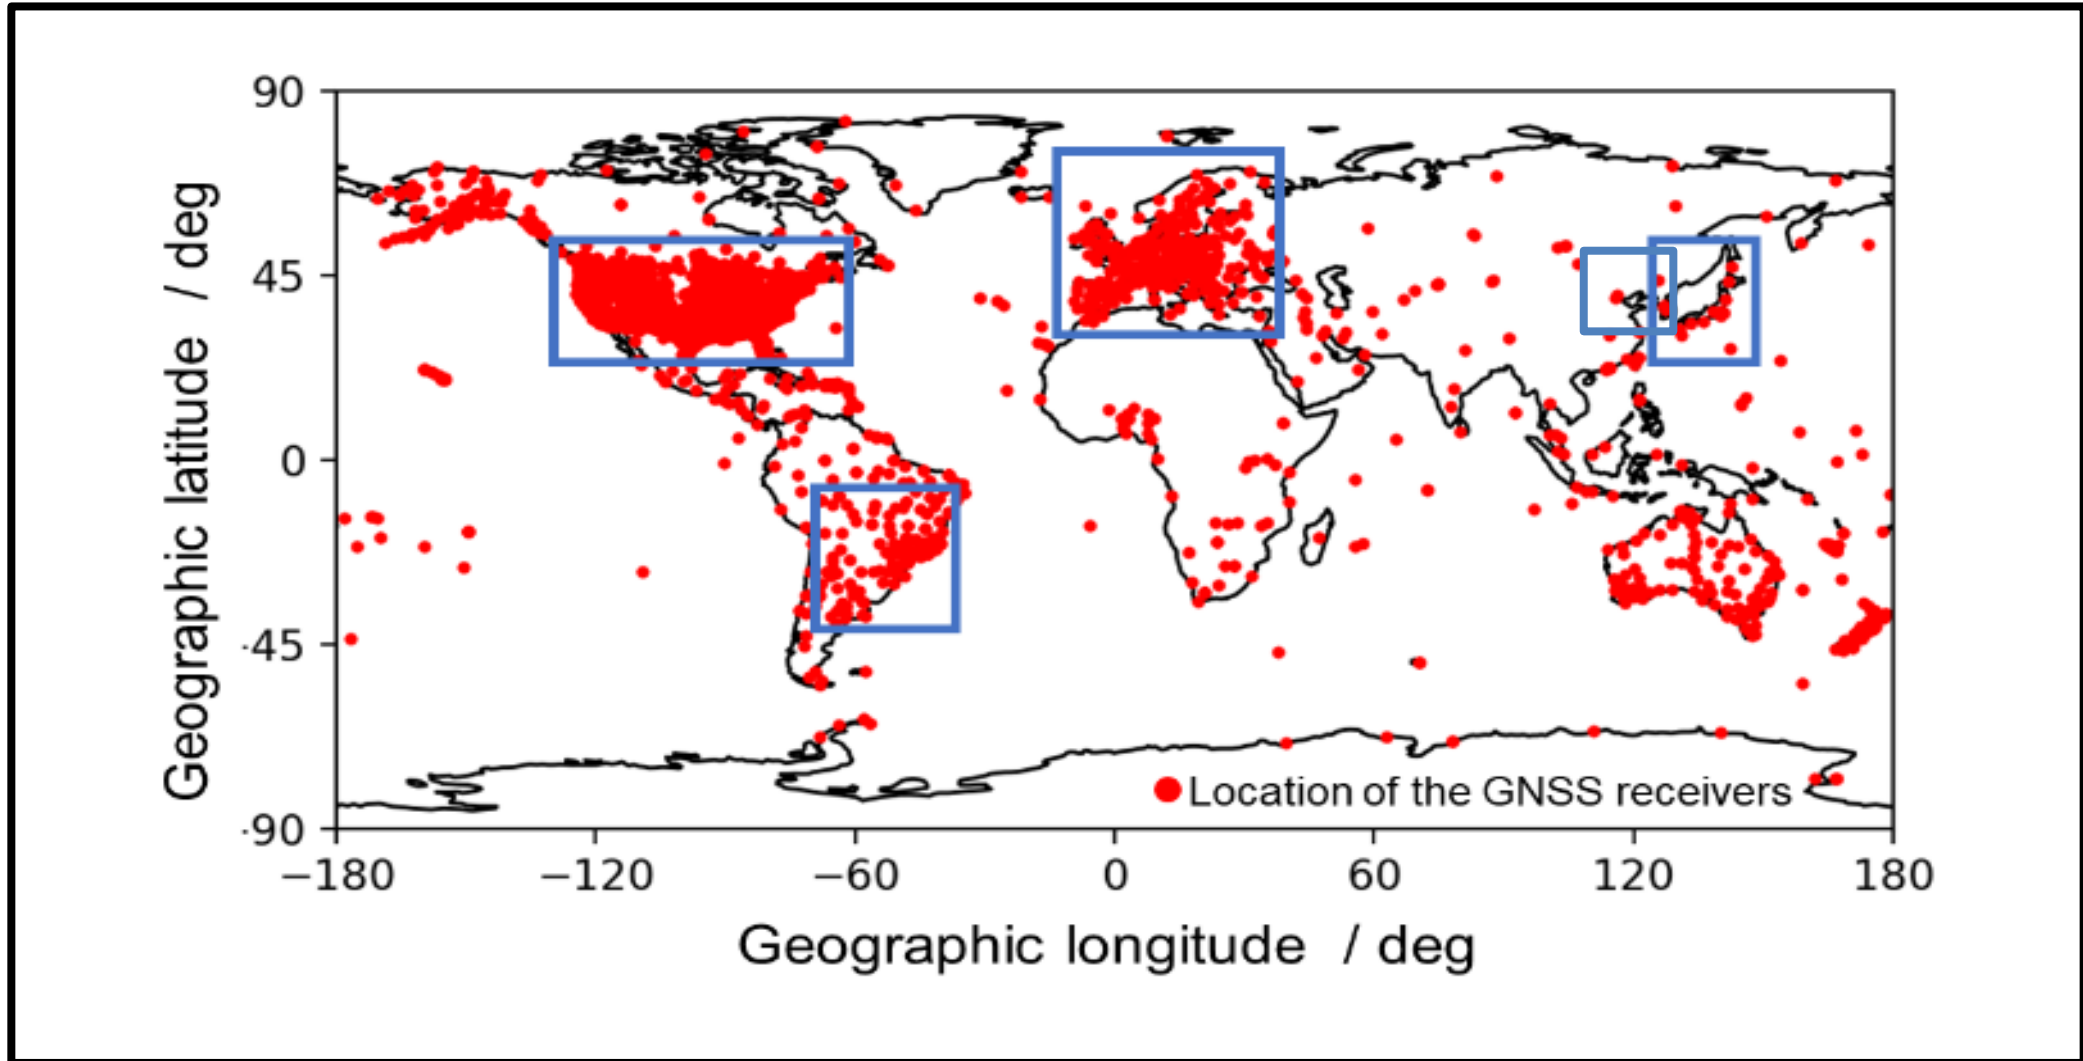 Geographic latitude / deg
90
45
0
-45
-90
Location of the GNSS receivers
−180 −120 −60 0 60 120 180
Geographic longitude / deg